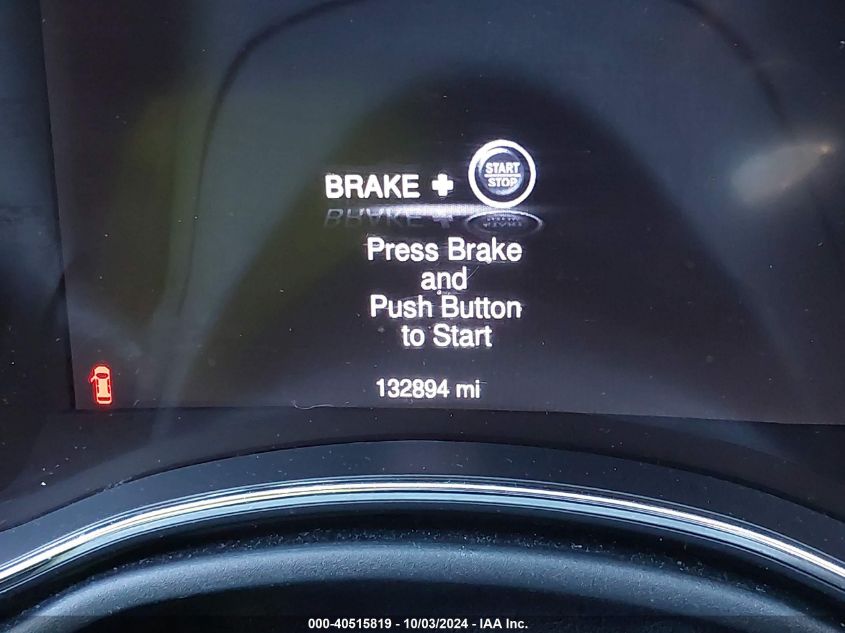 BRAKE + START
STOP
Press Brake
and
Push Button
to Start
132894 mi
000-40515819 - 10/03/2024 - IAA Inc.